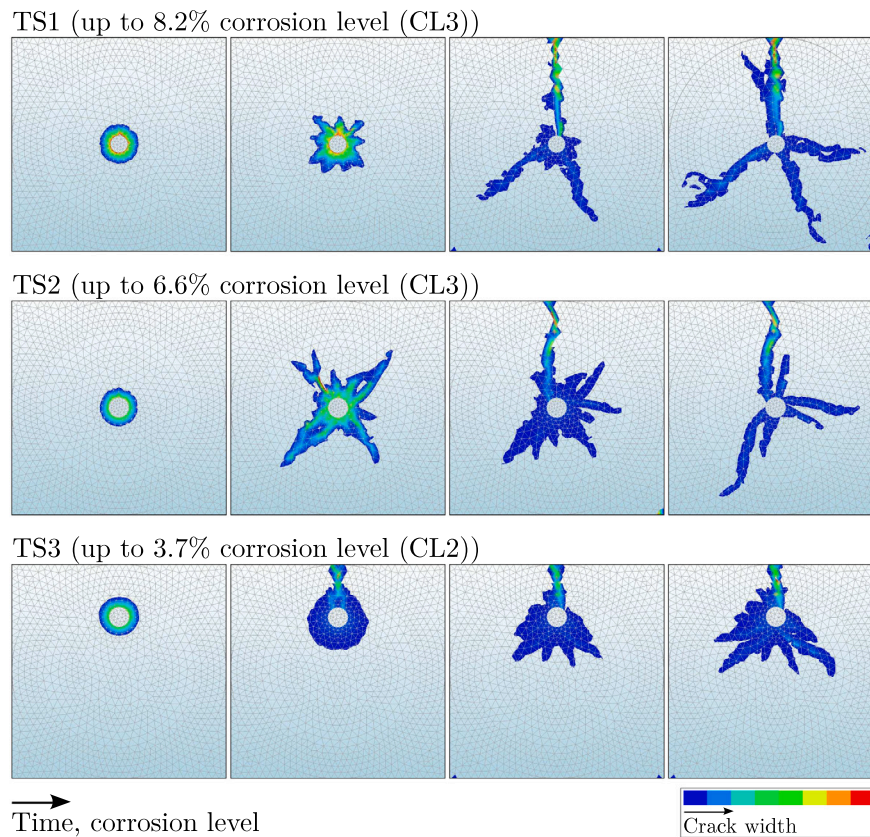 TS1 (up to 8.2% corrosion level (CL3))
TS2 (up to 6.6% corrosion level (CL3))
TS3 (up to 3.7% corrosion level (CL2))
Time, corrosion level
Crack width